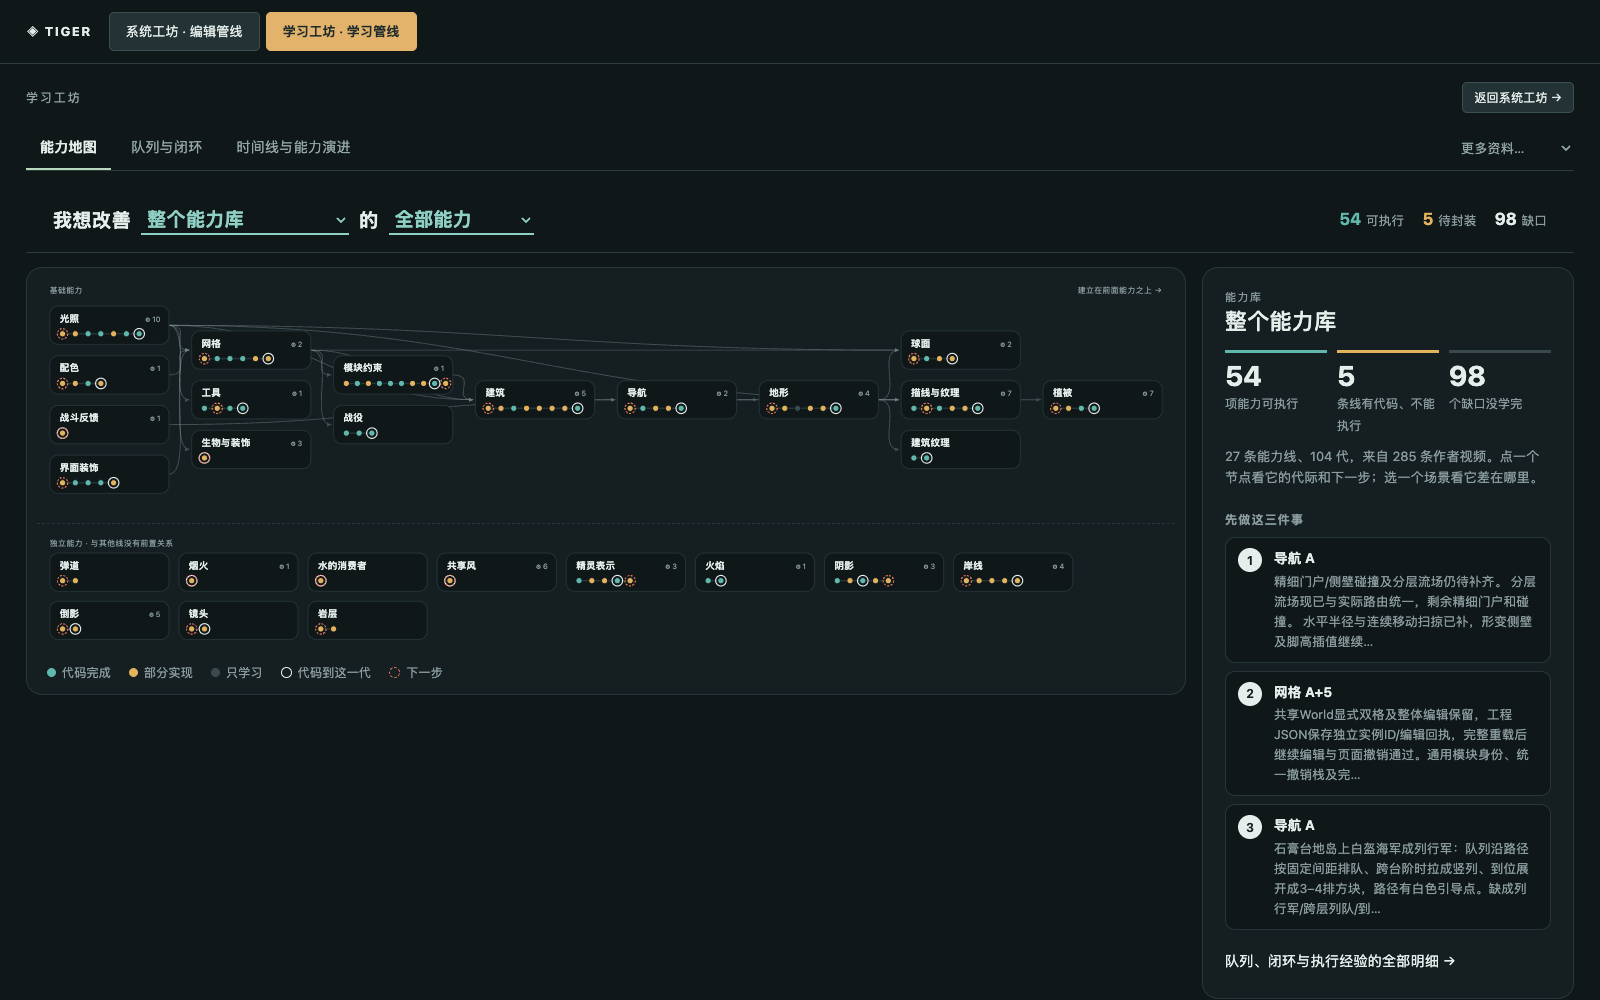 ◈ TIGER
系统工坊 · 编辑管线
学习工坊 · 学习管线
学习工坊
返回系统工坊 →
能力地图
队列与闭环
时间线与能力演进
更多资料...
我想改善 整个能力库 的 全部能力
54 可执行
5 待封装
98 缺口
基础能力
建立在前面能力之上 →
光照 10
配色 1
战斗反馈 1
界面装饰
网格 2
工具 1
生物与装饰 3
模块约束 1
战役
建筑 5
导航 2
地形 4
球面 2
描线与纹理 7
建筑纹理
植被 7
独立能力 · 与其他线没有前置关系
弹道
烟火 1
水的消费者
共享风 6
精灵表示 3
火焰 1
阴影 3
岸线 4
倒影 5
镜头
岩层
代码完成
部分实现
只学习
代码到这一代
下一步
能力库
整个能力库
54
项能力可执行
5
条线有代码、不能
执行
98
个缺口没学完
27 条能力线、104 代，来自 285 条作者视频。点一个
节点看它的代际和下一步；选一个场景看它差在哪里。
先做这三件事
1 导航 A
精细门户/侧壁碰撞及分层流场仍待补齐。 分层
流场现已与实际路由统一，剩余精细门户和碰
撞。 水平半径与连续移动扫掠已补，形变侧壁
及脚高插值继续...
2 网格 A+5
共享World显式双格及整体编辑保留，工程
JSON保存独立实例ID/编辑回执，完整重载后
继续编辑与页面撤销通过。通用模块身份、统
一撤销栈及完...
3 导航 A
石膏台地岛上白盔海军成列行军：队列沿路径
按固定间距排队、跨台阶时拉成竖列、到位展
开成3–4排方块，路径有白色引导点。缺成列
行军/跨层列队/到...
队列、闭环与执行经验的全部明细 →